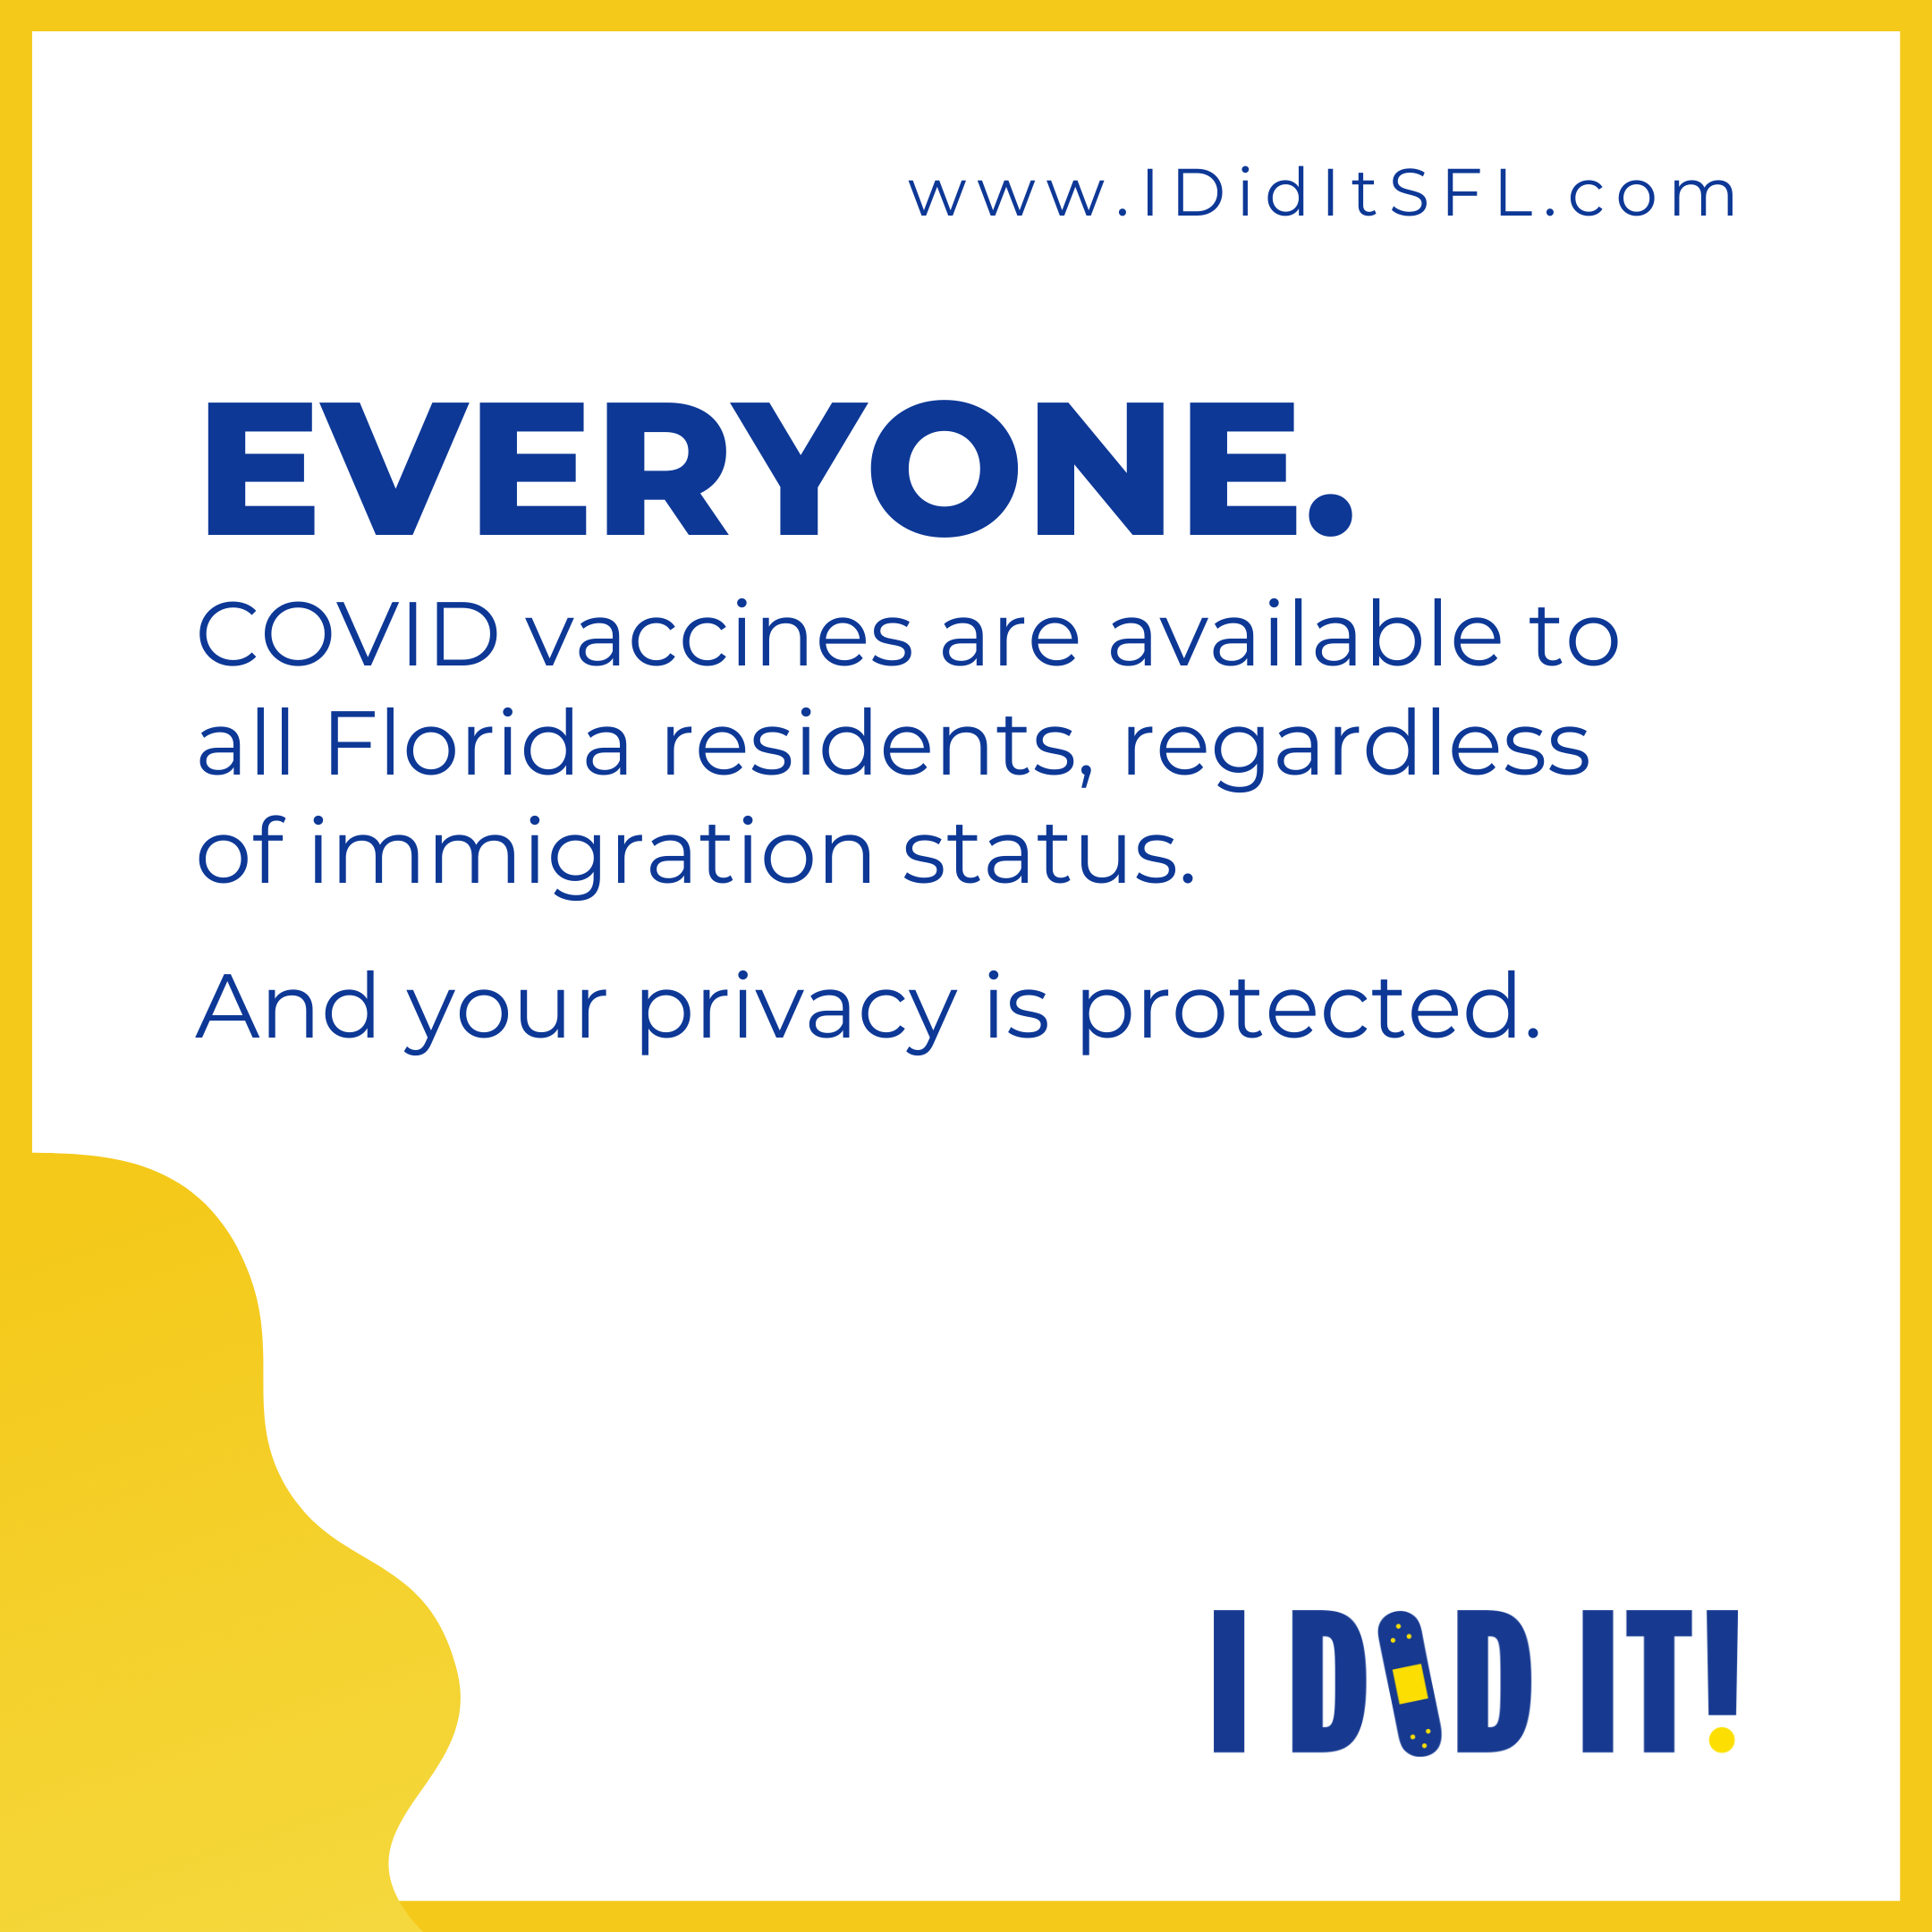 www.IDidItSFL.com
EVERYONE.
COVID vaccines are available to
all Florida residents, regardless
of immigration status.
And your privacy is protected.
I DID IT!